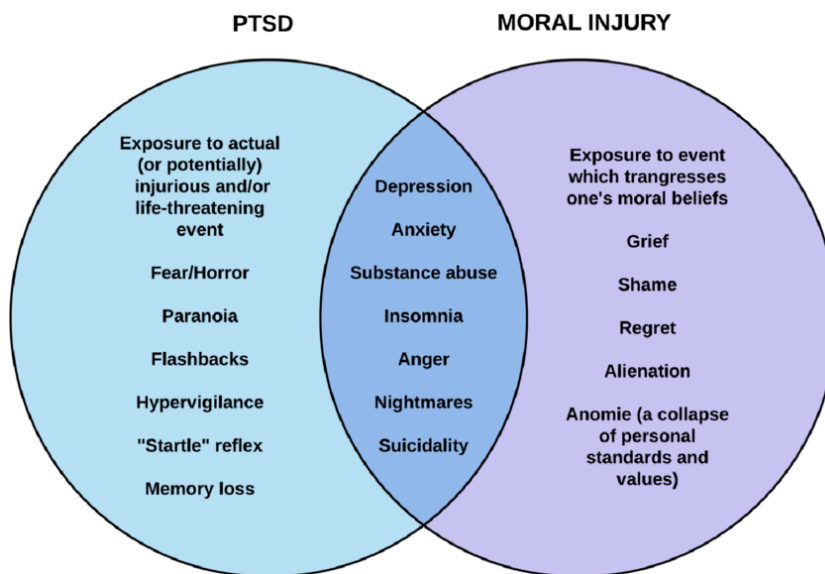 PTSD
MORAL INJURY
Exposure to actual
(or potentially)
injurious and/or
life-threatening
event
Fear/Horror
Paranoia
Flashbacks
Hypervigilance
"Startle" reflex
Memory loss
Depression
Anxiety
Substance abuse
Insomnia
Anger
Nightmares
Suicidality
Exposure to event
which trangresses
one's moral beliefs
Grief
Shame
Regret
Alienation
Anomie (a collapse
of personal
standards and
values)